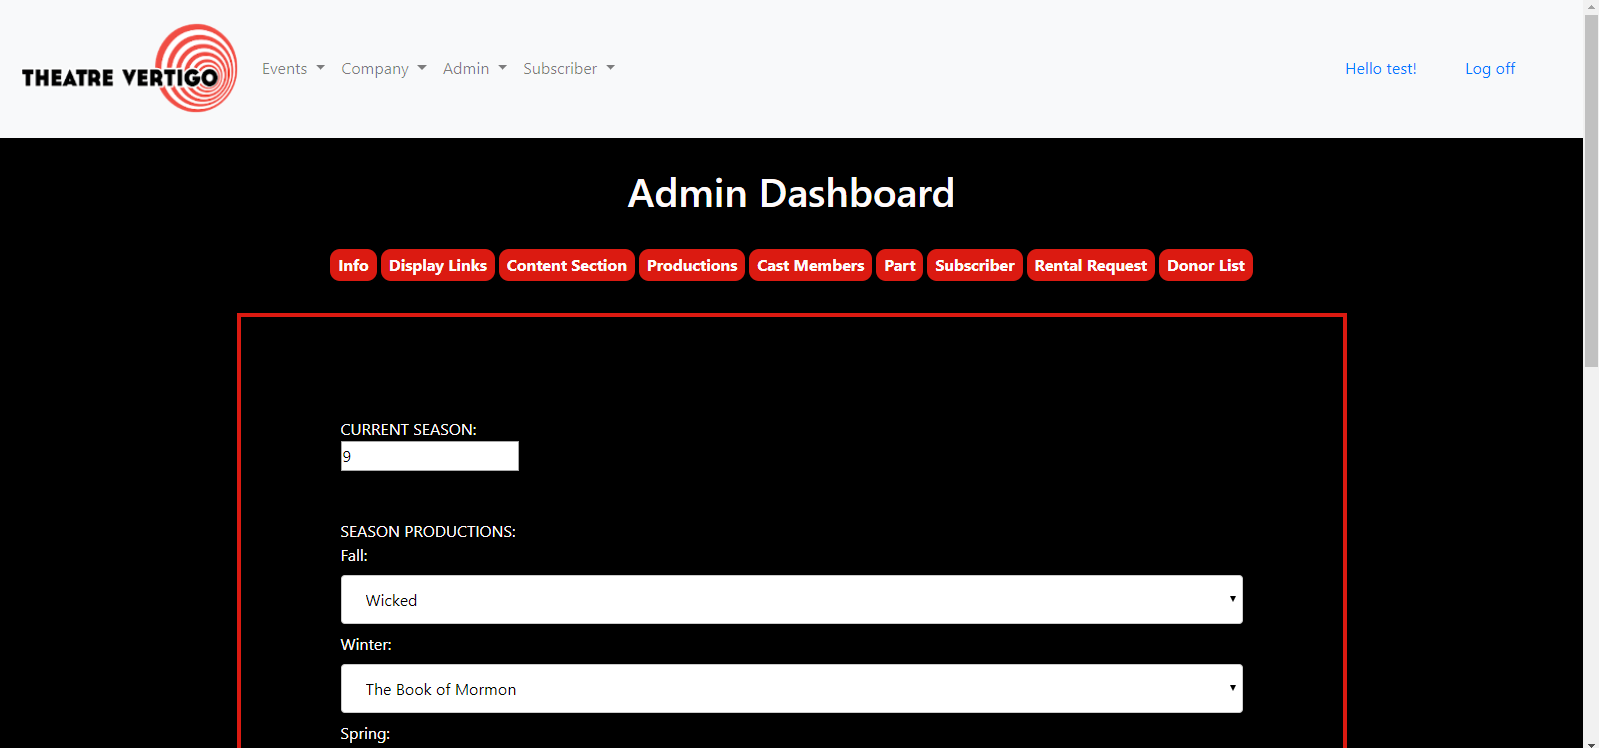 THEATRE VERTIGO
Events Company Admin Subscriber Hello test! Log off
Admin Dashboard
Info Display Links Content Section Productions Cast Members Part Subscriber Rental Request Donor List
CURRENT SEASON:
9
SEASON PRODUCTIONS:
Fall:
Wicked
Winter:
The Book of Mormon
Spring: